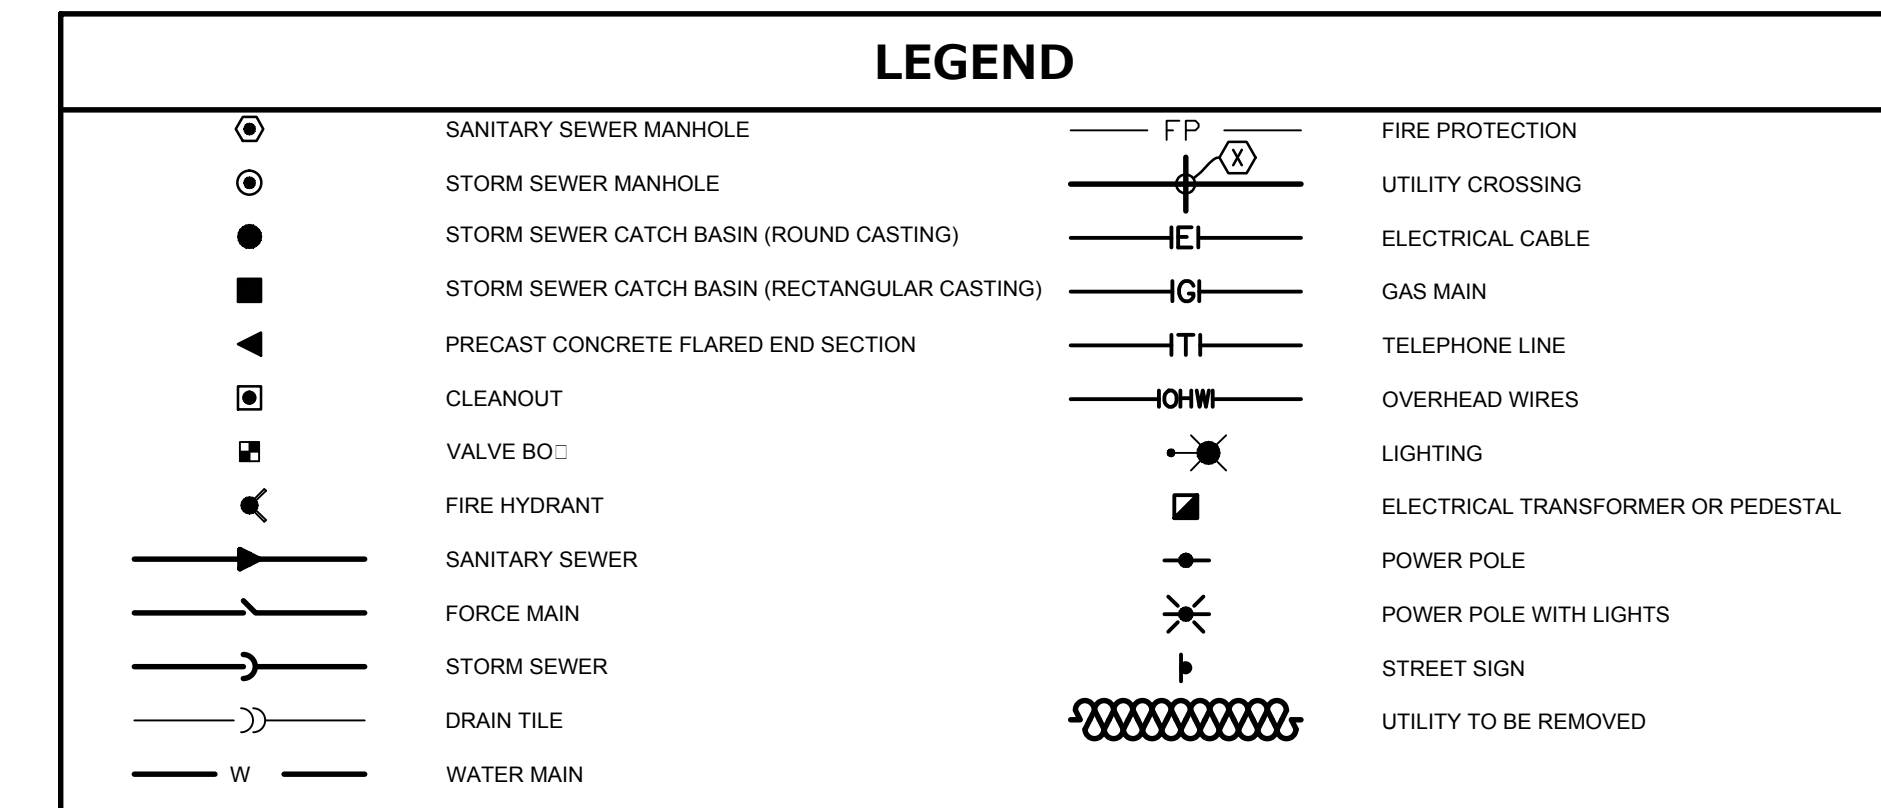 LEGEND
SANITARY SEWER MANHOLE
STORM SEWER MANHOLE
STORM SEWER CATCH BASIN (ROUND CASTING)
STORM SEWER CATCH BASIN (RECTANGULAR CASTING)
PRECAST CONCRETE FLARED END SECTION
CLEANOUT
VALVE BO□
FIRE HYDRANT
SANITARY SEWER
FORCE MAIN
STORM SEWER
DRAIN TILE
W WATER MAIN
FP FIRE PROTECTION
X
UTILITY CROSSING
E ELECTRICAL CABLE
G GAS MAIN
T TELEPHONE LINE
OHW OVERHEAD WIRES
LIGHTING
ELECTRICAL TRANSFORMER OR PEDESTAL
POWER POLE
POWER POLE WITH LIGHTS
STREET SIGN
UTILITY TO BE REMOVED